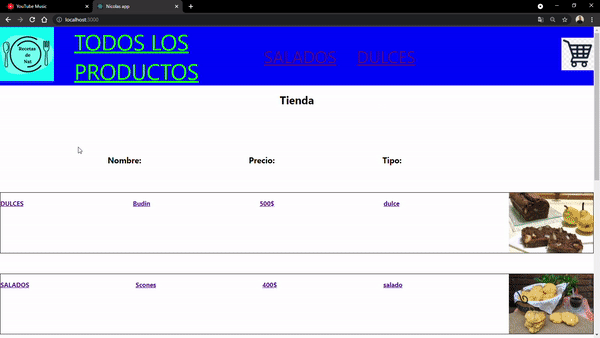 YouTube Music
Nicolas app
localhost:3000
Recetas
de
Nai
TODOS LOS
PRODUCTOS
SALADOS DULCES
Tienda
Nombre: Precio: Tipo:
DULCES Budin 500$ dulce
SALADOS Scones 400$ salado